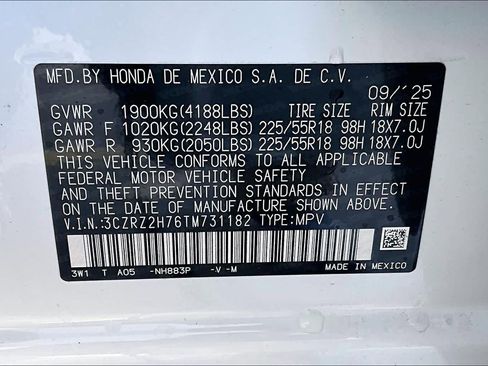 MFD.BY HONDA DE MEXICO S.A. DE C.V.
09/'25
GVWR 1900KG(4188LBS) TIRE SIZE RIM SIZE
GAWR F 1020KG(2248LBS) 225/55R18 98H 18X7.0J
GAWR R 930KG(2050LBS) 225/55R18 98H 18X7.0J
THIS VEHICLE CONFORMS TO ALL APPLICABLE
FEDERAL MOTOR VEHICLE SAFETY
AND THEFT PREVENTION STANDARDS IN EFFECT
ON THE DATE OF MANUFACTURE SHOWN ABOVE.
V.I.N.:3CZRZ2H76TM731182 TYPE:MPV
3W1 T A05 -NH883P -V -M
MADE IN MEXICO